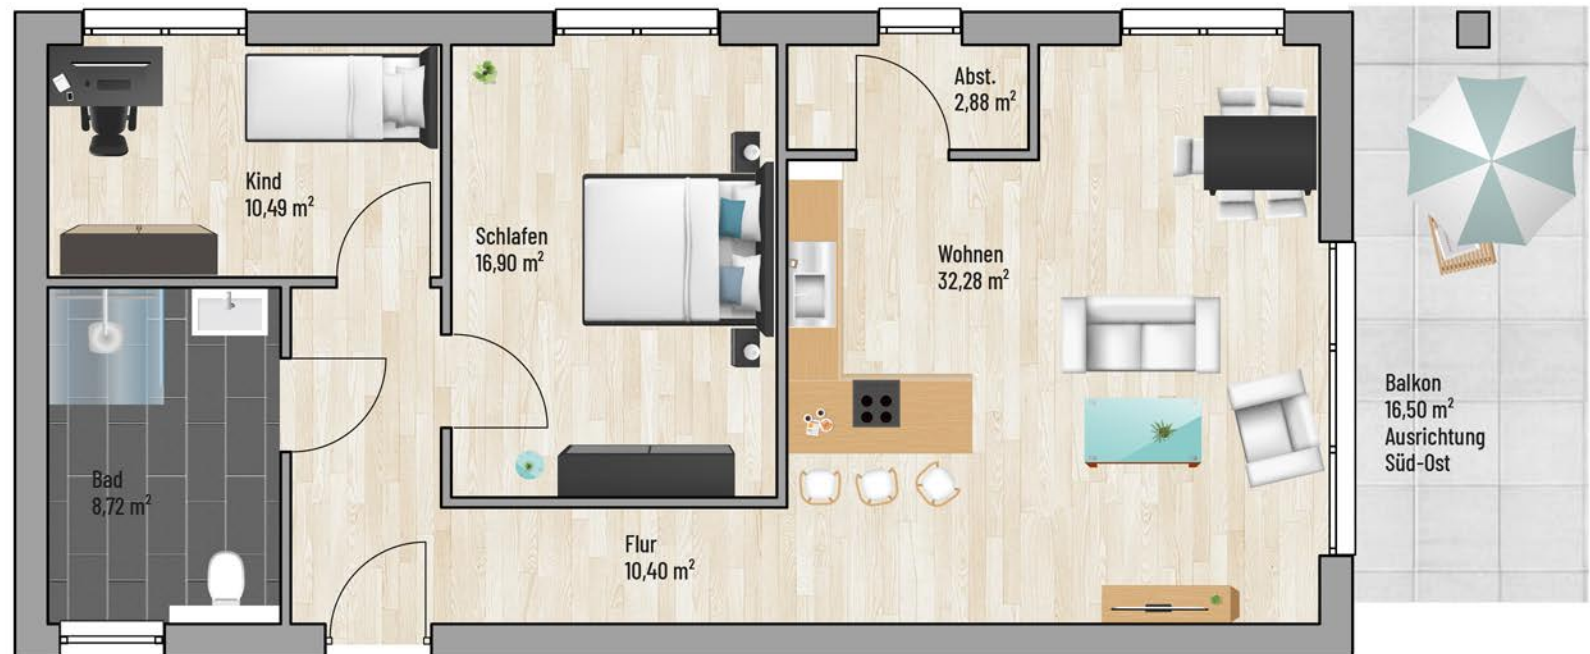 Abst.
2,88 m²
Kind
10,49 m²
Schlafen
16,90 m²
Wohnen
32,28 m²
Balkon
16,50 m²
Ausrichtung
Süd-Ost
Bad
8,72 m²
Flur
10,40 m²